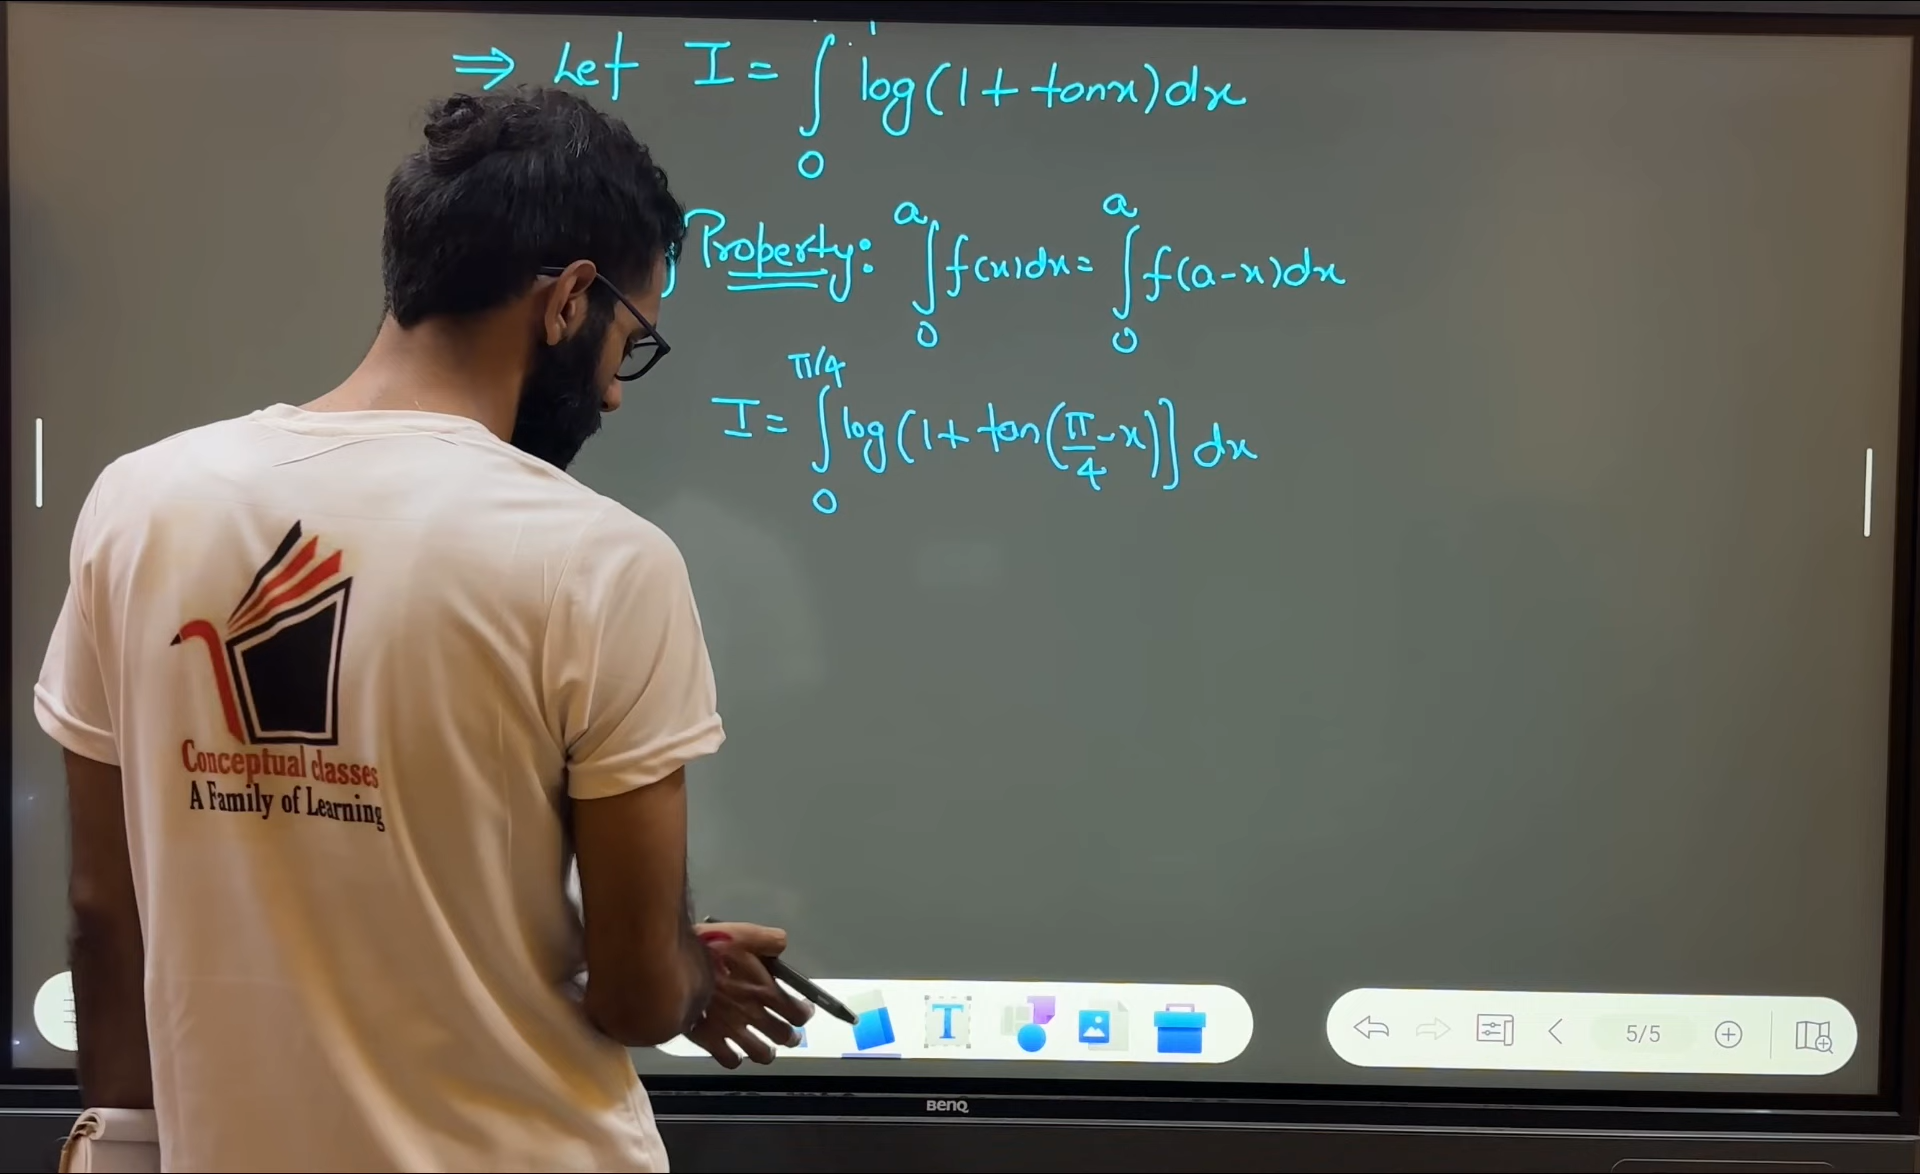 ⇒ Let I = ∫₀ log(1 + tanx)dx
Property: ∫₀ᵃ f(x)dx = ∫₀ᵃ f(a-x)dx
I = ∫₀^π/4 log(1 + tan(π/4 - x)] dx
Conceptual classes
A Family of Learning
T
5/5
BenQ